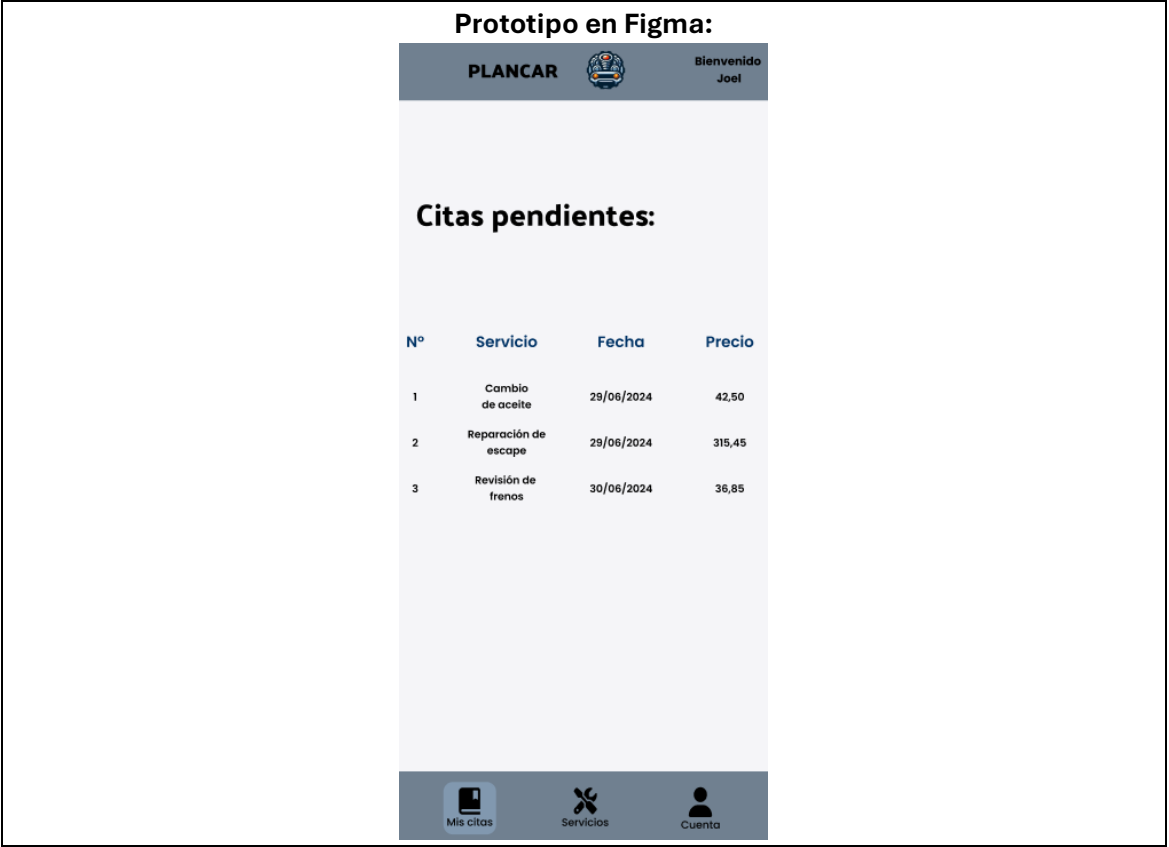 Prototipo en Figma:
PLANCAR
Bienvenido
Joel
Citas pendientes:
Nº Servicio Fecha Precio
1 Cambio de aceite 29/06/2024 42,50
2 Reparación de escape 29/06/2024 315,45
3 Revisión de frenos 30/06/2024 36,85
Mis citas Servicios Cuenta